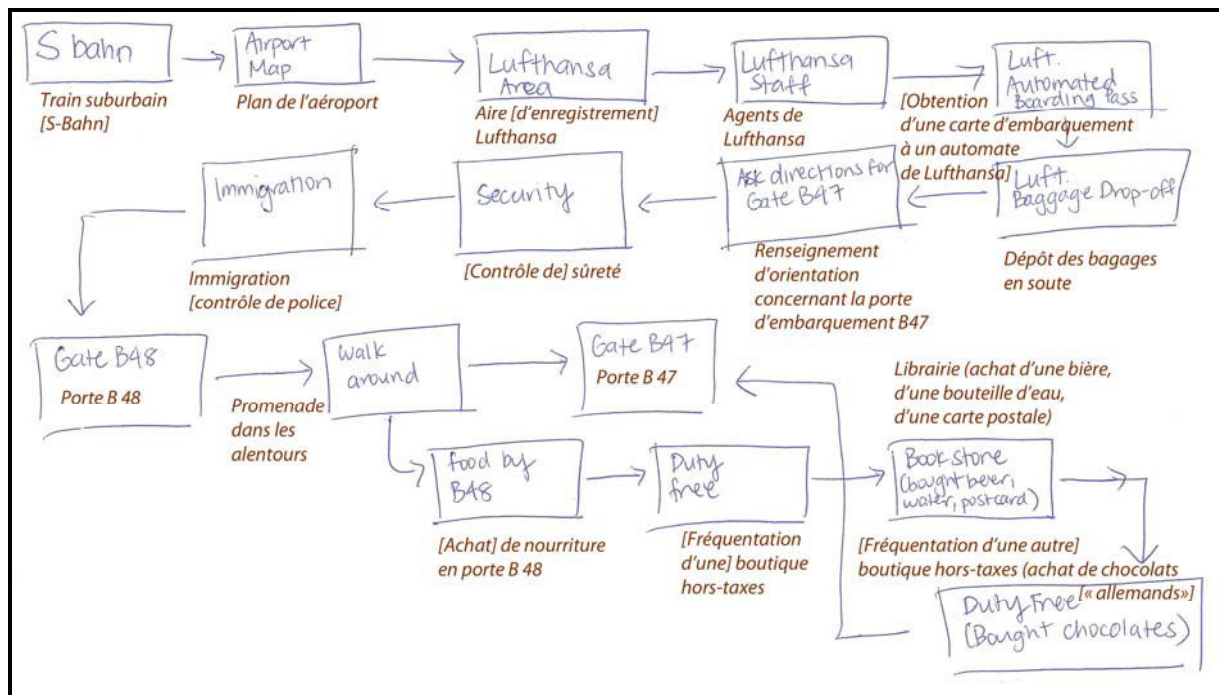 S bahn
Train suburbain
[S-Bahn]
Airport
Map
Plan de l'aéroport
Lufthansa
Area
Aire [d'enregistrement]
Lufthansa
Lufthansa
Staff
Agents de
Lufthansa
Luft.
Automated
Boarding Pass
[Obtention
d'une carte d'embarquement
à un automate
de Lufthansa]
Luft.
Baggage Drop-off
Dépôt des bagages
en soute
Ask directions for
Gate B47
Renseignement
d'orientation
concernant la porte
d'embarquement B47
Security
[Contrôle de] sûreté
Immigration
Immigration
[contrôle de police]
Gate B48
Porte B 48
walk
around
Promenade
dans les
alentours
Gate B47
Porte B 47
food by
B48
[Achat] de nourriture
en porte B 48
Duty
free
[Fréquentation
d'une] boutique
hors-taxes
Librairie (achat d'une bière,
d'une bouteille d'eau,
d'une carte postale)
Book store
(bought beer,
water, postcard)
[Fréquentation d'une autre]
boutique hors-taxes (achat de chocolats
[« allemands»]
Duty Free
(Bought chocolates)